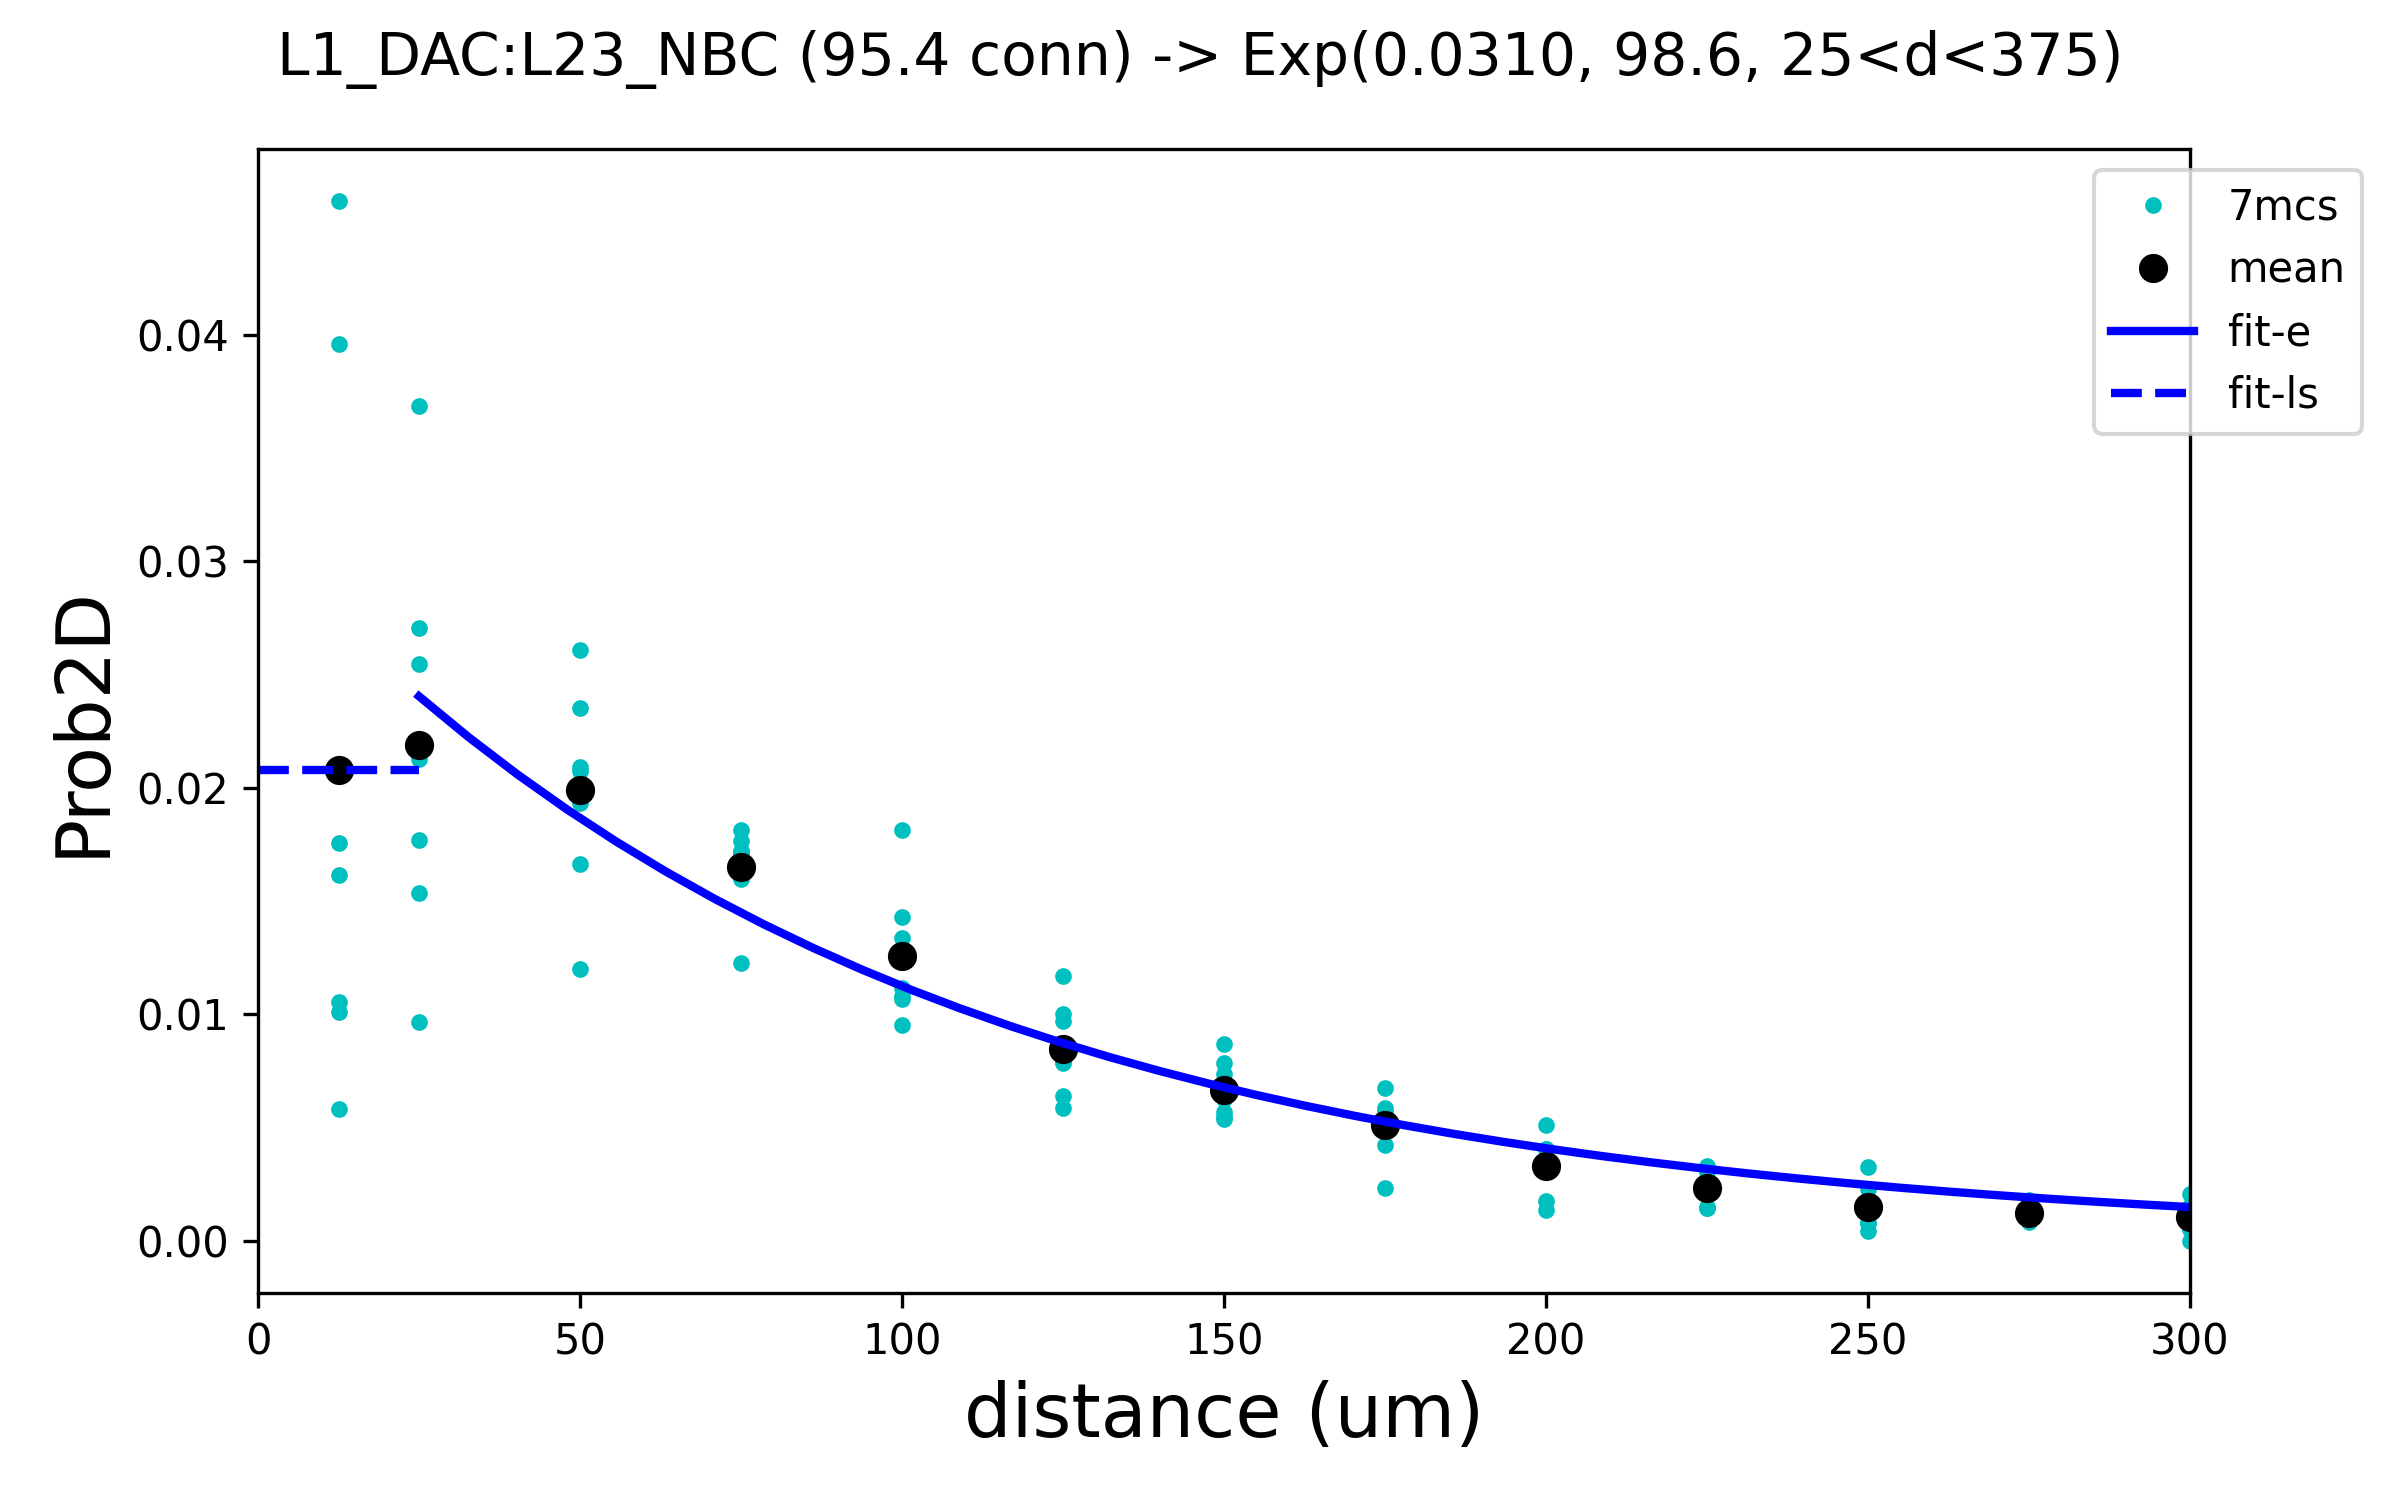 L1_DAC:L23_NBC (95.4 conn) -> Exp(0.0310, 98.6, 25<d<375)
7mcs
mean
fit-e
fit-ls
Prob2D
0.04
0.03
0.02
0.01
0.00
0
50
100
150
200
250
300
distance (um)